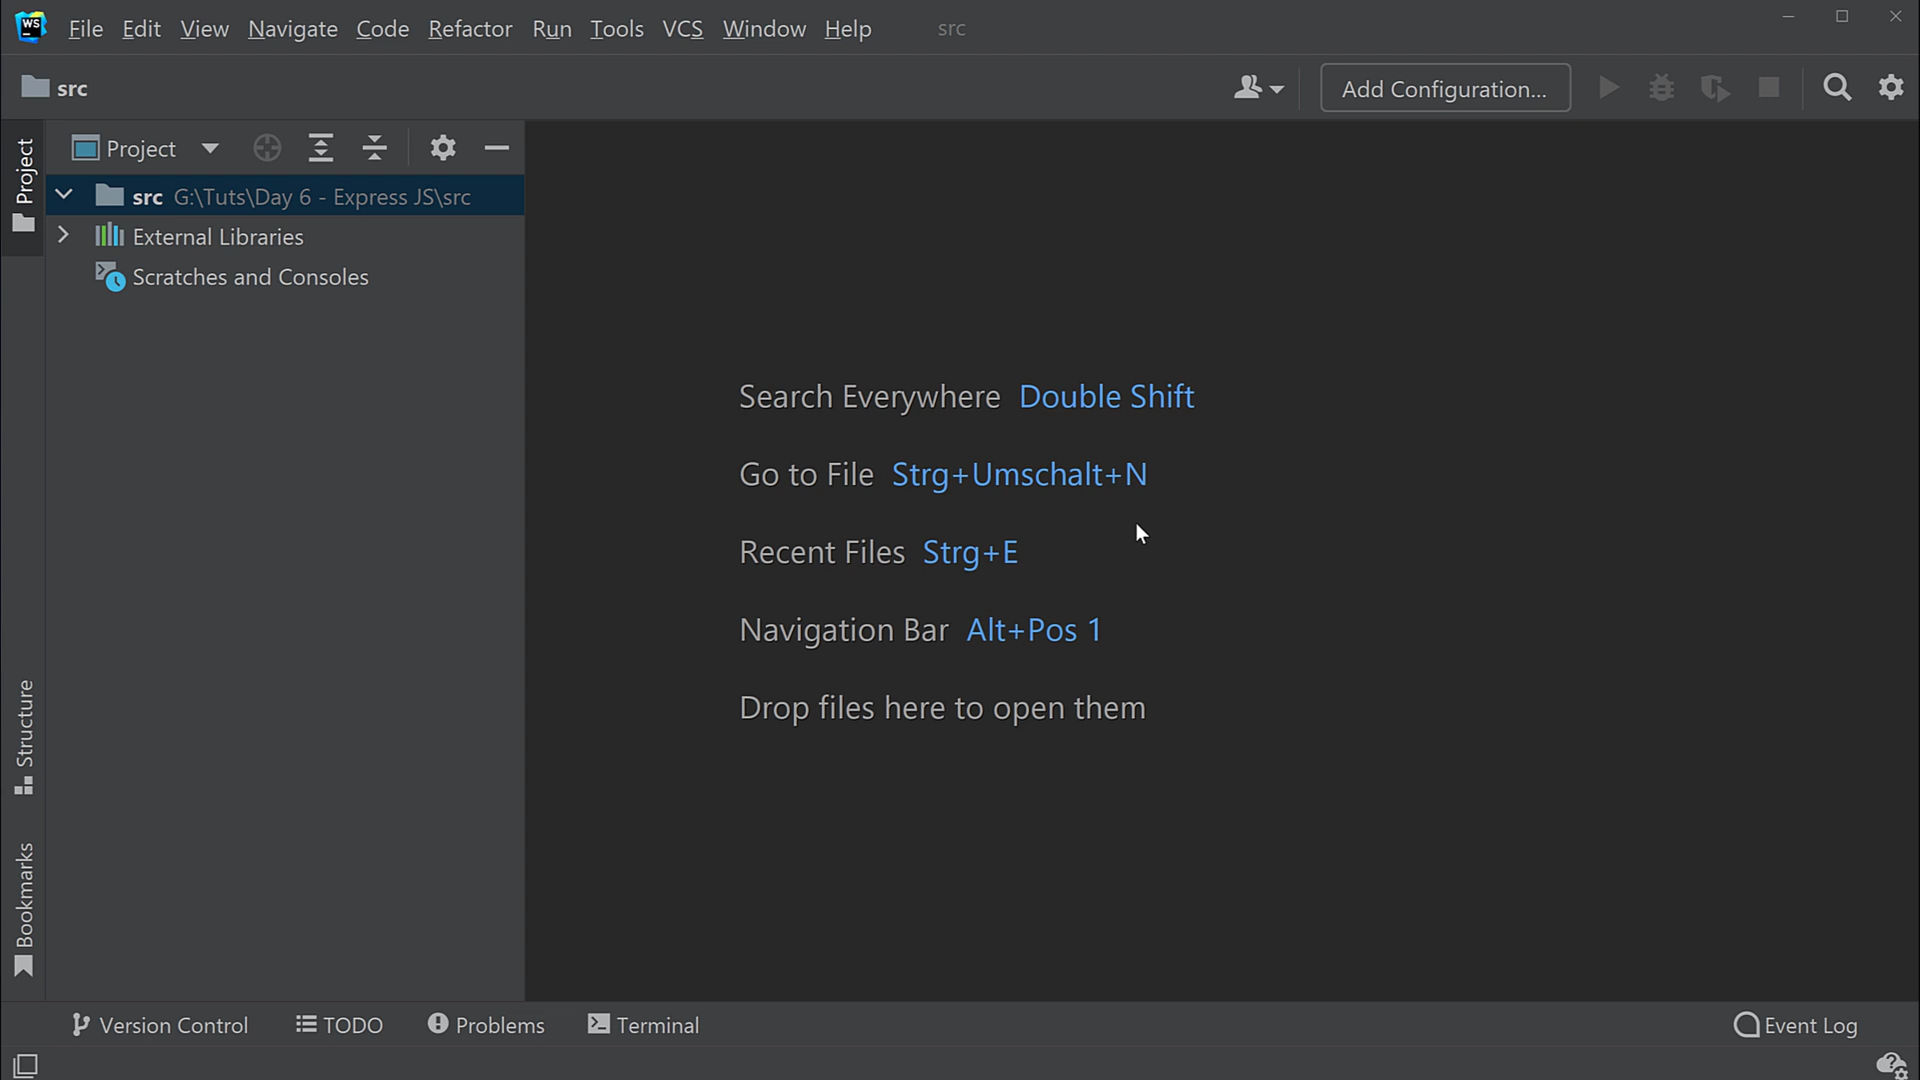 WS File Edit View Navigate Code Refactor Run Tools VCS Window Help src
src Add Configuration...
Project
Project
src G:\Tuts\Day 6 - Express JS\src
External Libraries
Scratches and Consoles
Search Everywhere Double Shift
Go to File Strg+Umschalt+N
Recent Files Strg+E
Navigation Bar Alt+Pos 1
Drop files here to open them
Structure
Bookmarks
Version Control TODO Problems Terminal Event Log